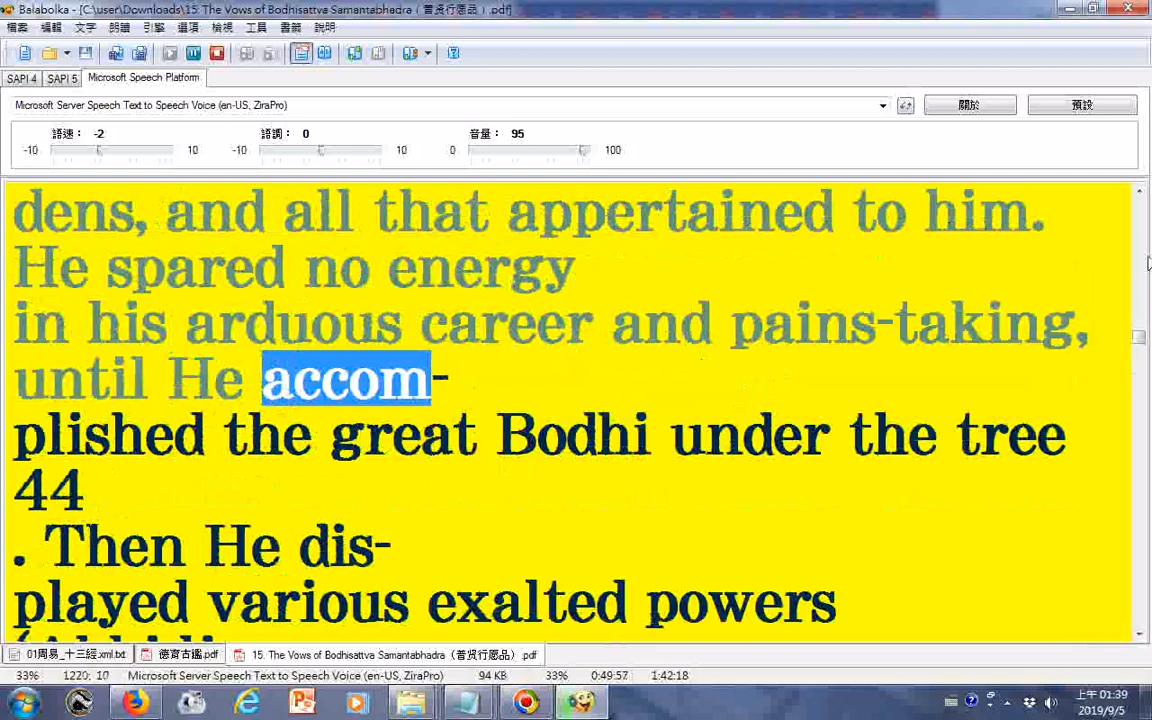 Balabolka - [C:\user\Downloads\15. The Vows of Bodhisattva Samantabhadra（普賢行愿品）.pdf]
檔案 編輯 文字 朗讀 引擎 選項 檢視 工具 書籤 說明
SAPI 4 SAPI 5 Microsoft Speech Platform
Microsoft Server Speech Text to Speech Voice (en-US, ZiraPro) 關於 預設
語速： -2 語調： 0 音量： 95
-10 10 -10 10 0 100
dens, and all that appertained to him.
He spared no energy
in his arduous career and pains-taking,
until He accom-
plished the great Bodhi under the tree
44
. Then He dis-
played various exalted powers
01周易_十三經.xml.txt 德育古鑑.pdf 15. The Vows of Bodhisattva Samantabhadra（普賢行愿品）.pdf
33% 1220; 10 Microsoft Server Speech Text to Speech Voice (en-US, ZiraPro) 94 KB 33% 0:49:57 1:42:18
上午 01:39
2019/9/5